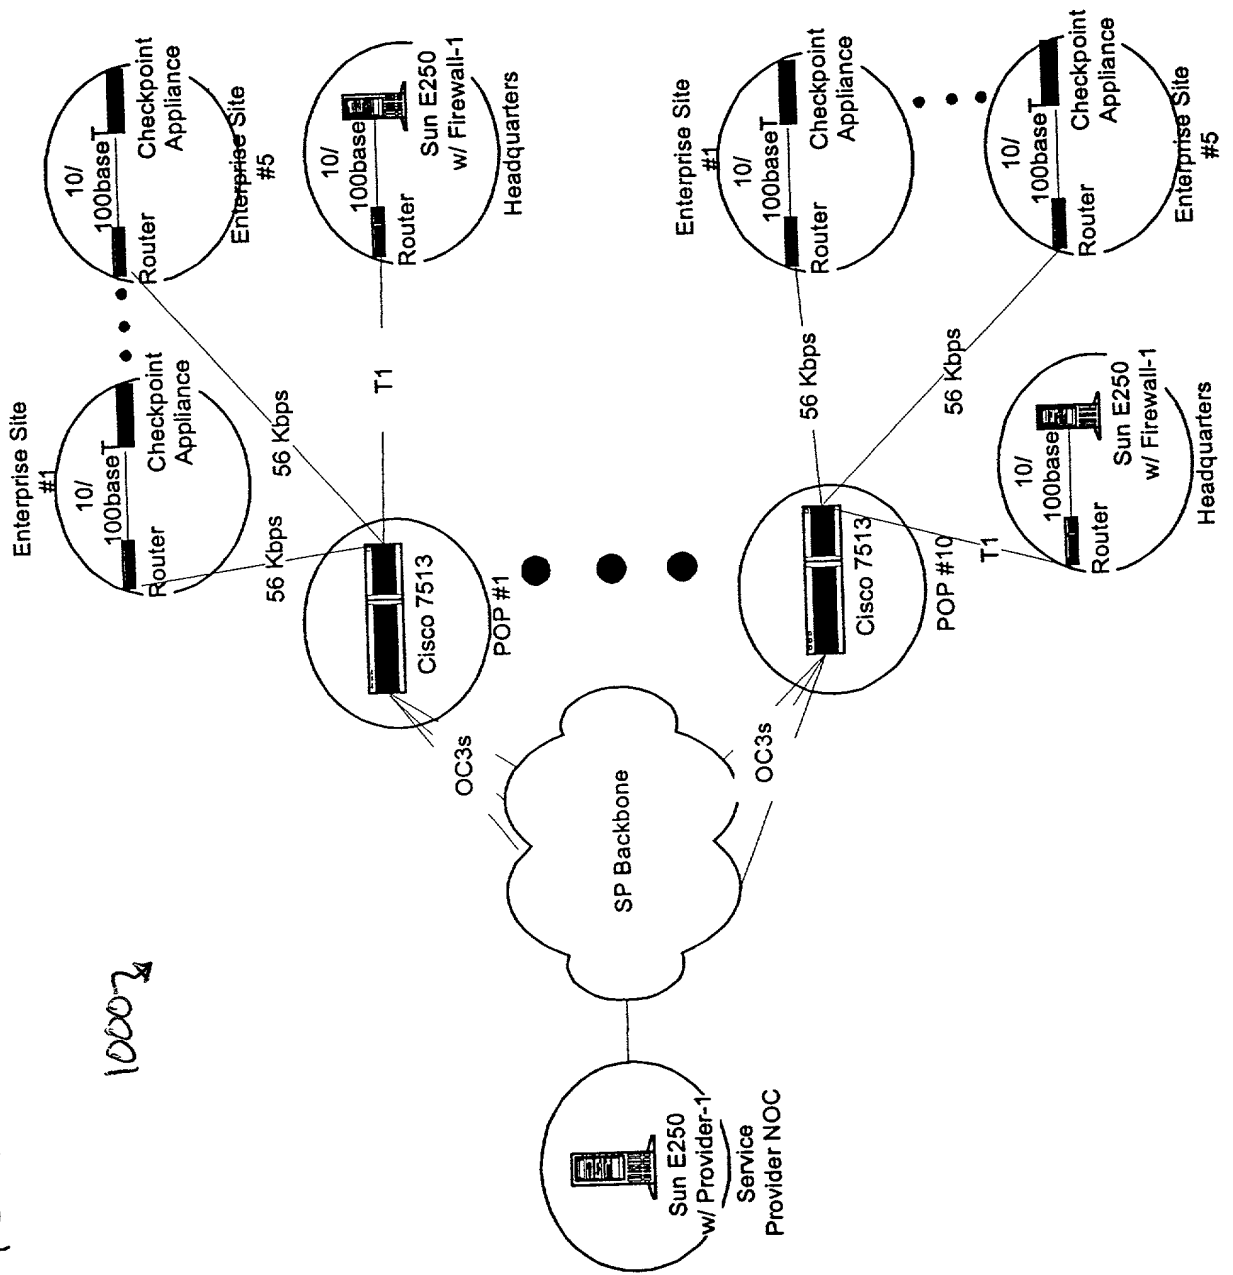 1000
Enterprise Site
#1
10/
100baseT
Router
Checkpoint
Appliance
10/
100baseT
Router
Checkpoint
Appliance
Enterprise Site
#5
56 Kbps
56 Kbps
10/
100base
Router
Sun E250
w/ Firewall-1
Headquarters
T1
Cisco 7513
POP #1
OC3s
Sun E250
w/ Provider-1
Service
Provider NOC
SP Backbone
OC3s
Cisco 7513
POP #10
56 Kbps
56 Kbps
T1
Enterprise Site
#1
10/
100baseT
Router
Checkpoint
Appliance
10/
100base
Router
Sun E250
w/ Firewall-1
Headquarters
10/
100baseT
Router
Checkpoint
Appliance
Enterprise Site
#5